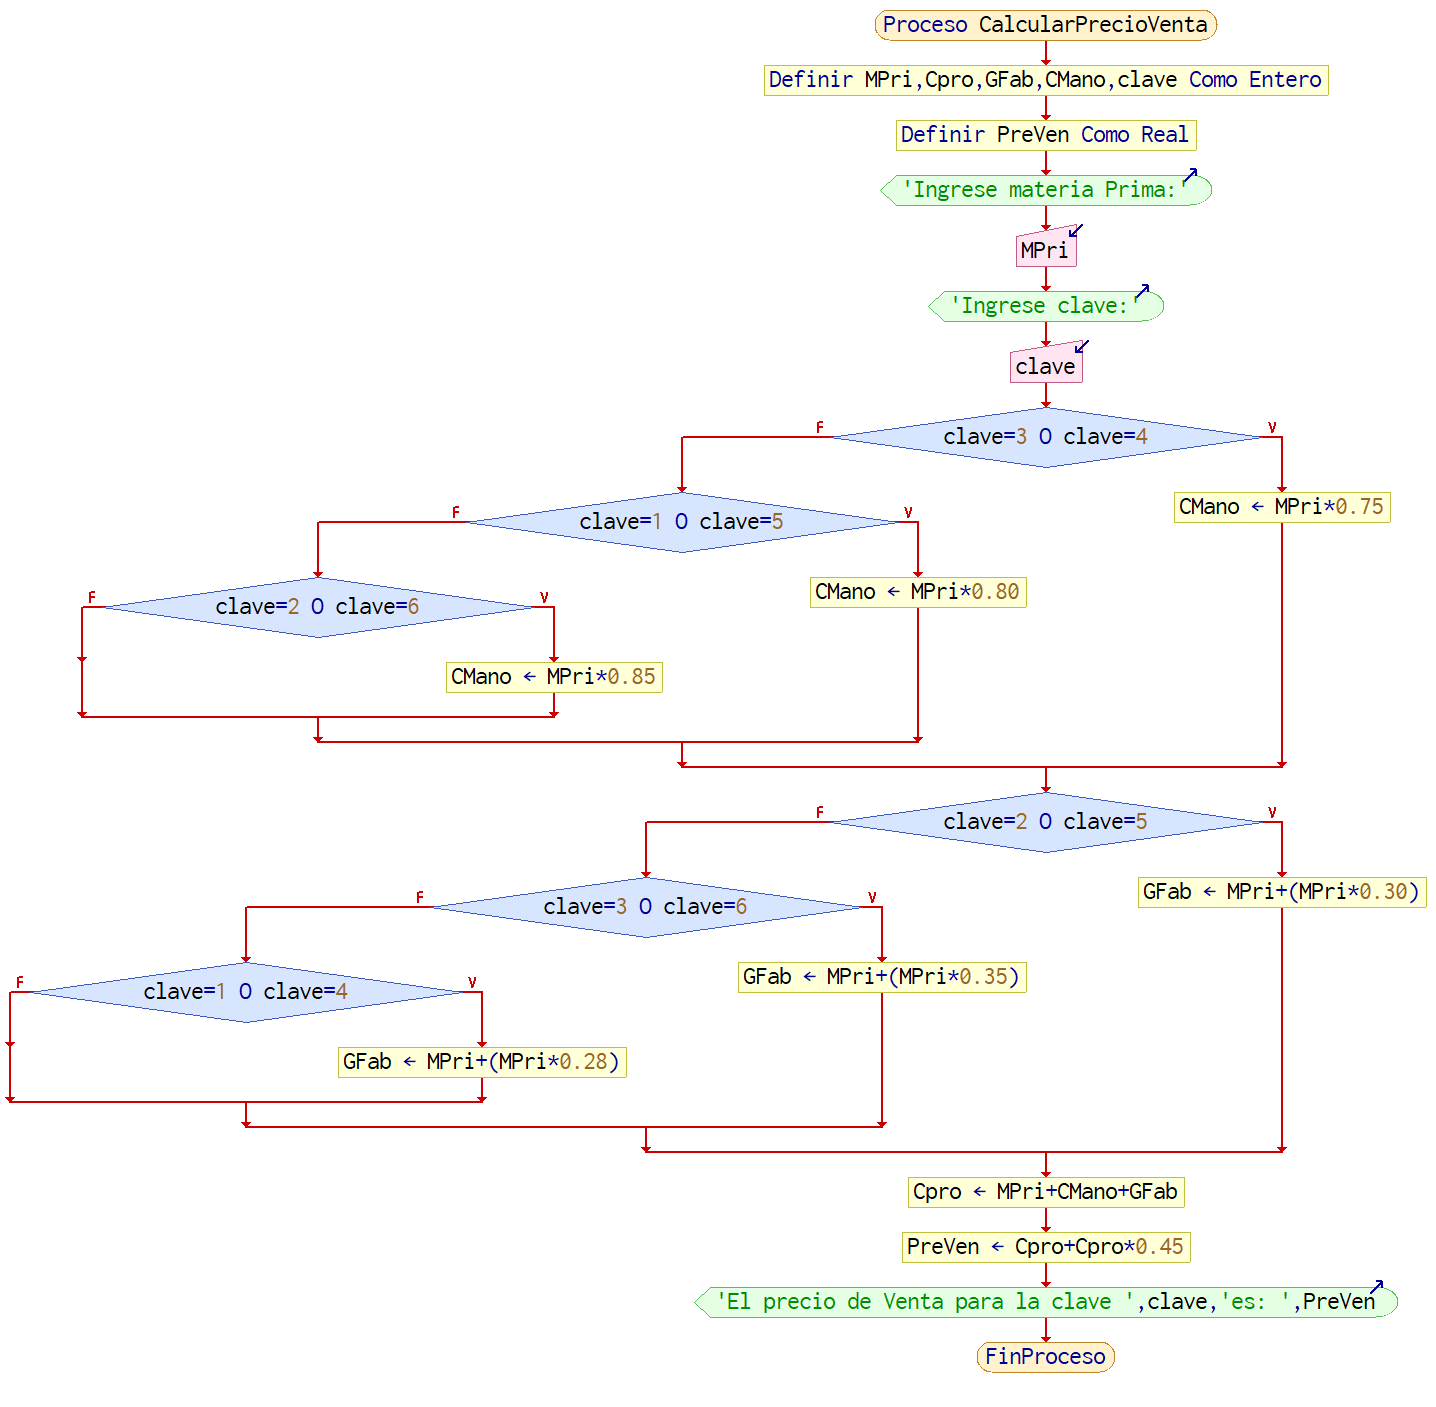 Proceso CalcularPrecioVenta
Definir MPri,Cpro,GFab,CMano,clave Como Entero
Definir PreVen Como Real
'Ingrese materia Prima:'
MPri
'Ingrese clave:'
clave
F
V
clave=3 O clave=4
CMano ← MPri*0.75
F
V
clave=1 O clave=5
CMano ← MPri*0.80
F
V
clave=2 O clave=6
CMano ← MPri*0.85
F
V
clave=2 O clave=5
GFab ← MPri+(MPri*0.30)
F
V
clave=3 O clave=6
GFab ← MPri+(MPri*0.35)
F
V
clave=1 O clave=4
GFab ← MPri+(MPri*0.28)
Cpro ← MPri+CMano+GFab
PreVen ← Cpro+Cpro*0.45
'El precio de Venta para la clave ',clave,'es: ',PreVen
FinProceso